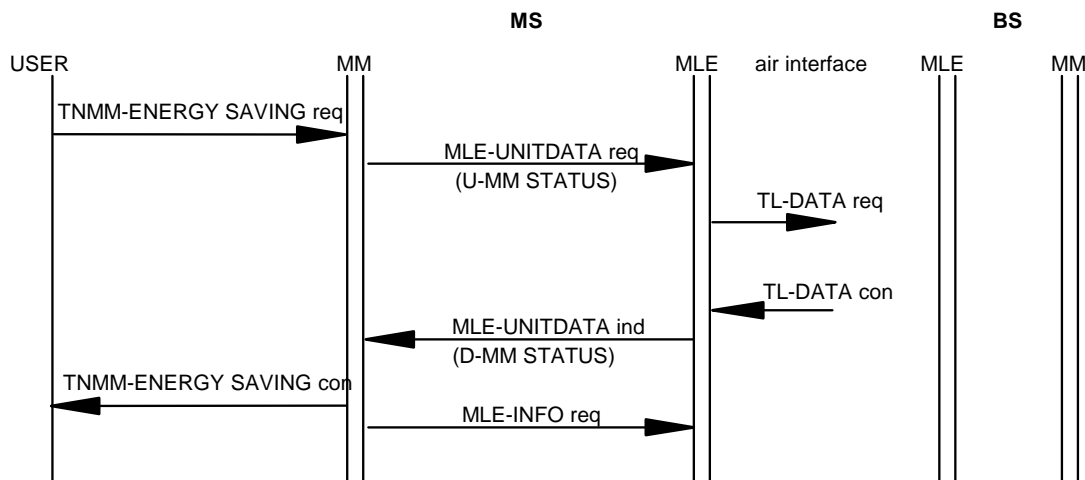 MS BS
USER MM MLE air interface MLE MM
TNMM-ENERGY SAVING req
MLE-UNITDATA req
(U-MM STATUS)
TL-DATA req
TL-DATA con
MLE-UNITDATA ind
(D-MM STATUS)
TNMM-ENERGY SAVING con
MLE-INFO req